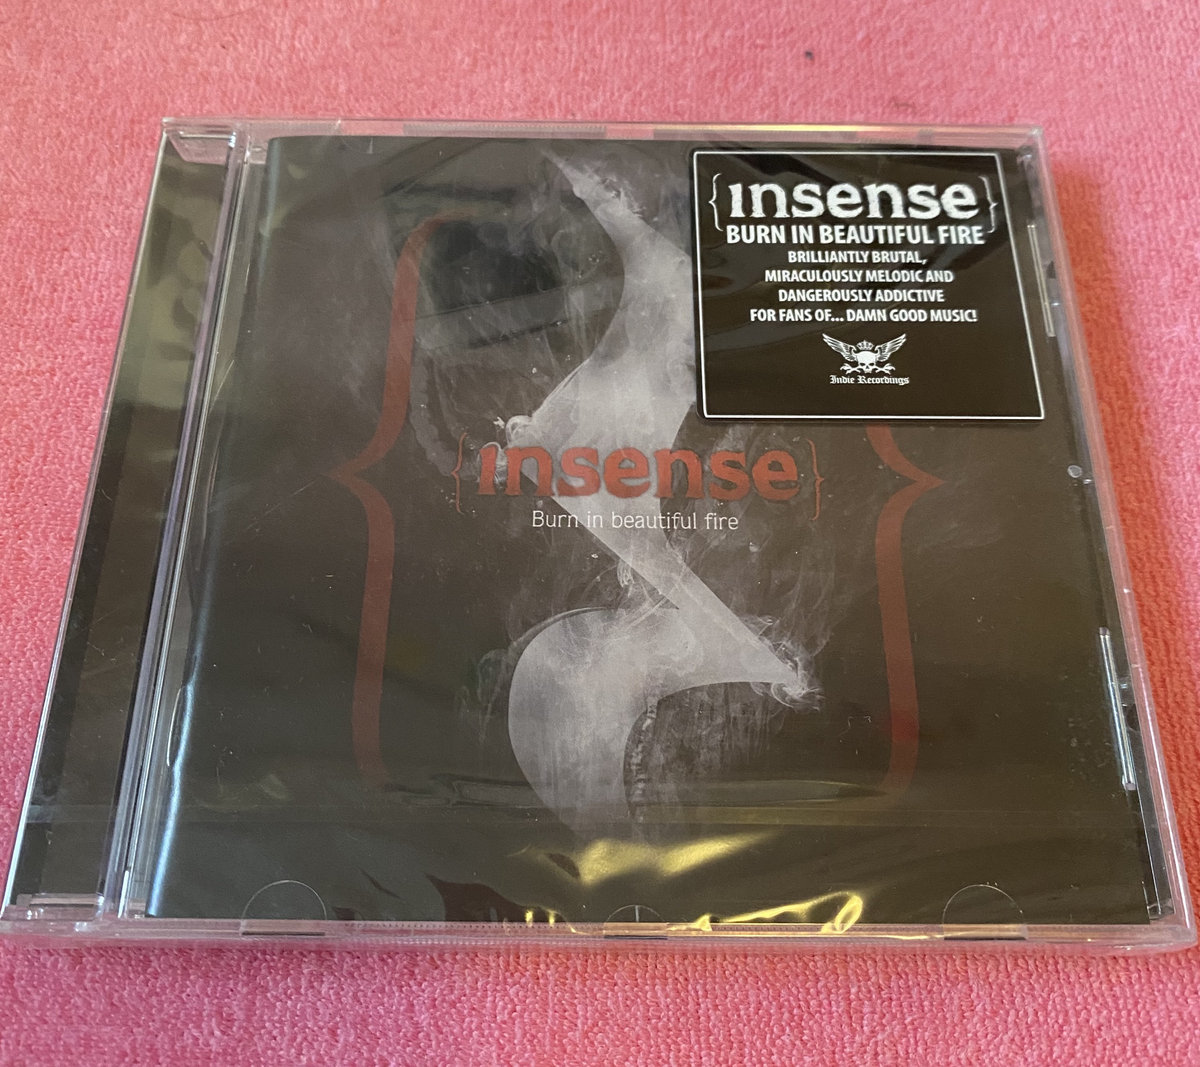 {insense}
BURN IN BEAUTIFUL FIRE
BRILLIANTLY BRUTAL,
MIRACULOUSLY MELODIC AND
DANGEROUSLY ADDICTIVE
FOR FANS OF... DAMN GOOD MUSIC!
Indie Recordings
{insense}
Burn in beautiful fire